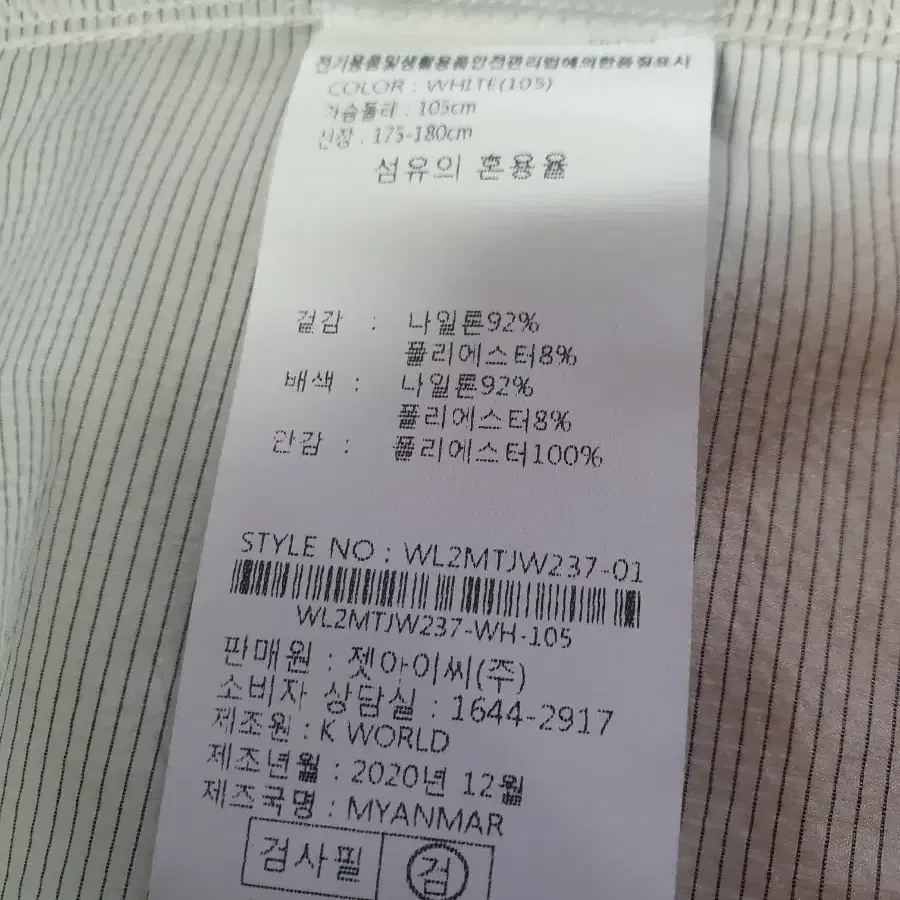 전기용품및생활용품안전관리법에의한품질표시
COLOR : WHITE(105)
가슴둘레 : 105cm
신장 : 175-180cm
섬유의 혼용율
겉감 : 나일론92%
폴리에스터8%
배색 : 나일론92%
폴리에스터8%
안감 : 폴리에스터100%
STYLE NO : WL2MTJW237-01
WL2MTJW237-WH-105
판매원 : 젯아이씨(주)
소비자 상담실 : 1644-2917
제조원 : K WORLD
제조년월 : 2020년 12월
제조국명 : MYANMAR
검사필 검